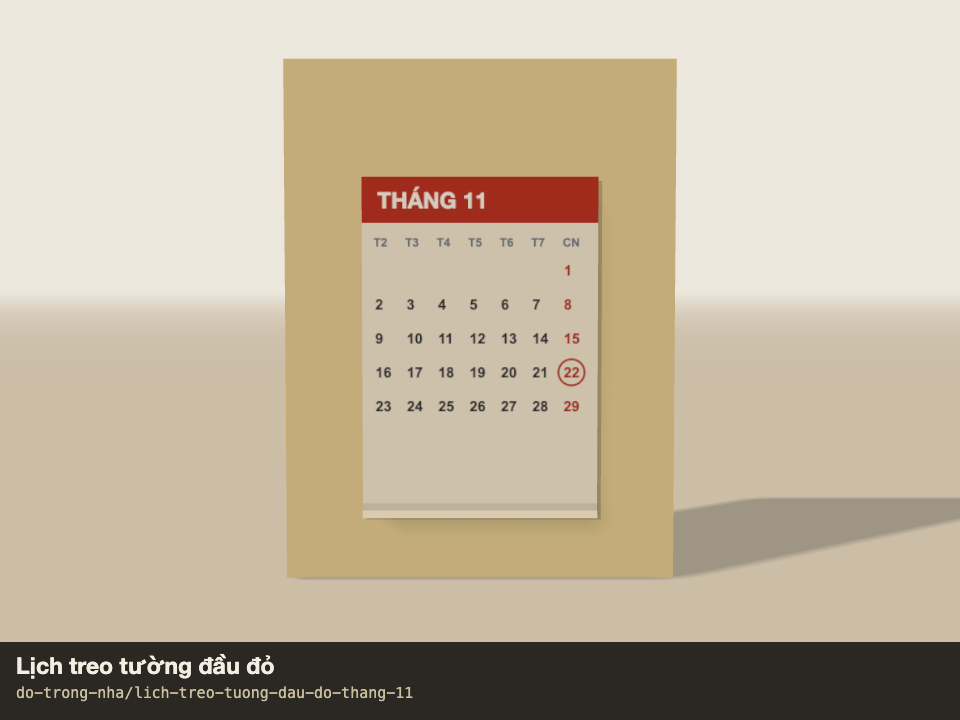 THÁNG 11
T2 T3 T4 T5 T6 T7 CN
1
2 3 4 5 6 7 8
9 10 11 12 13 14 15
16 17 18 19 20 21 22
23 24 25 26 27 28 29
Lịch treo tường đầu đỏ
do-trong-nha/lich-treo-tuong-dau-do-thang-11